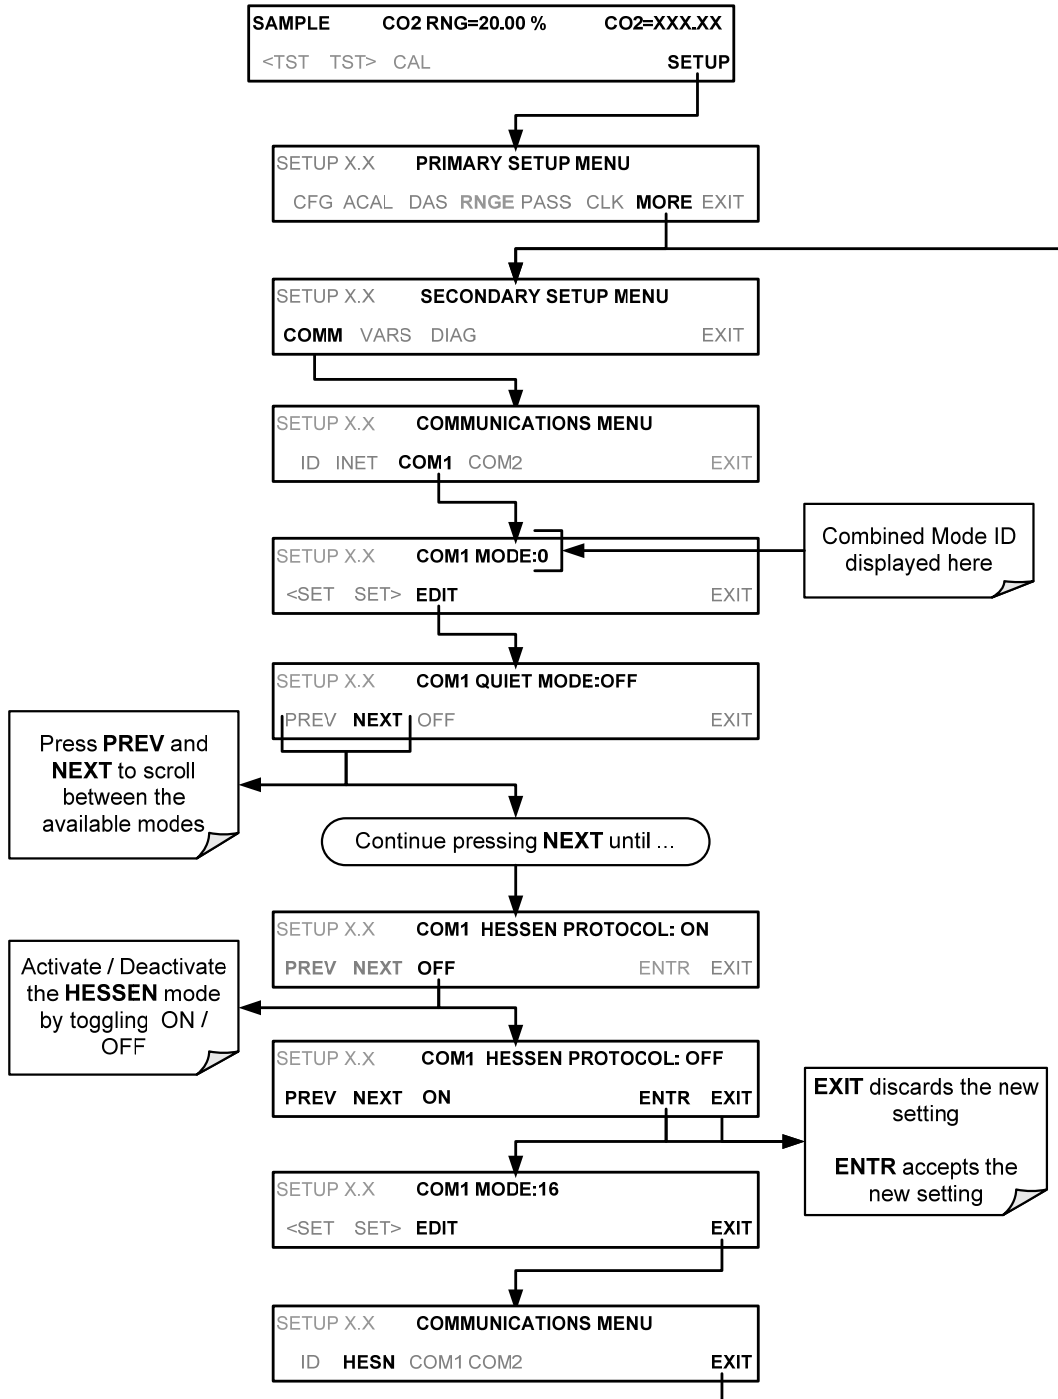 SAMPLE CO2 RNG=20.00 % CO2=XXX.XX
<TST TST> CAL SETUP
SETUP X.X PRIMARY SETUP MENU
CFG ACAL DAS RNGE PASS CLK MORE EXIT
SETUP X.X SECONDARY SETUP MENU
COMM VARS DIAG EXIT
SETUP X.X COMMUNICATIONS MENU
ID INET COM1 COM2 EXIT
SETUP X.X COM1 MODE:0
<SET SET> EDIT EXIT
Combined Mode ID
displayed here
SETUP X.X COM1 QUIET MODE:OFF
PREV NEXT OFF EXIT
Press PREV and
NEXT to scroll
between the
available modes
Continue pressing NEXT until ...
SETUP X.X COM1 HESSEN PROTOCOL: ON
PREV NEXT OFF ENTR EXIT
Activate / Deactivate
the HESSEN mode
by toggling ON /
OFF
SETUP X.X COM1 HESSEN PROTOCOL: OFF
PREV NEXT ON ENTR EXIT
EXIT discards the new
setting
ENTR accepts the
new setting
SETUP X.X COM1 MODE:16
<SET SET> EDIT EXIT
SETUP X.X COMMUNICATIONS MENU
ID HESN COM1 COM2 EXIT